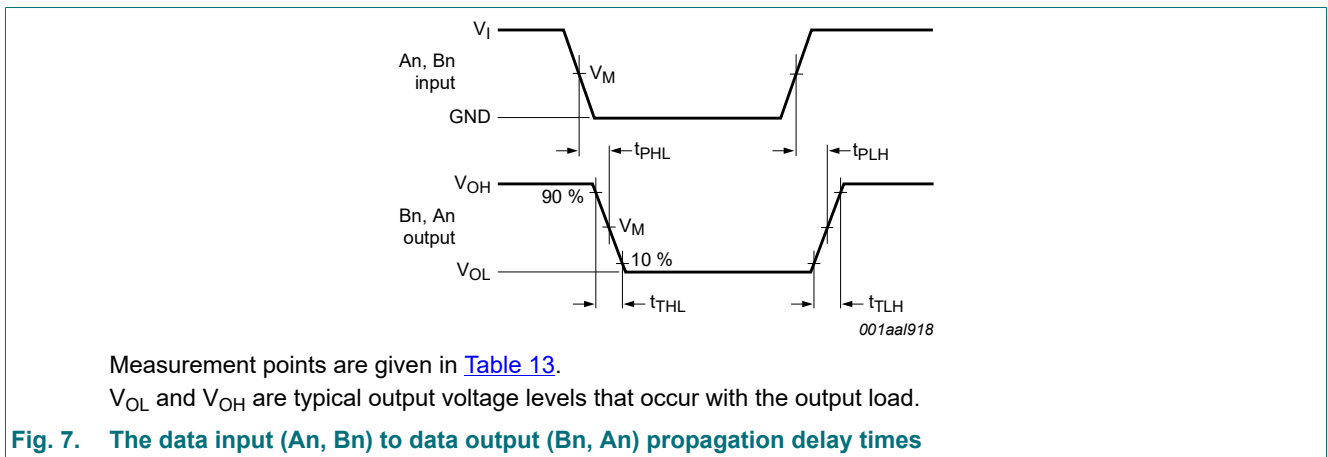 V_I
An, Bn
input
V_M
GND
t_PHL
t_PLH
V_OH
90 %
Bn, An
output
V_M
10 %
V_OL
t_THL
t_TLH
001aal918
Measurement points are given in Table 13.
V_OL and V_OH are typical output voltage levels that occur with the output load.
Fig. 7. The data input (An, Bn) to data output (Bn, An) propagation delay times